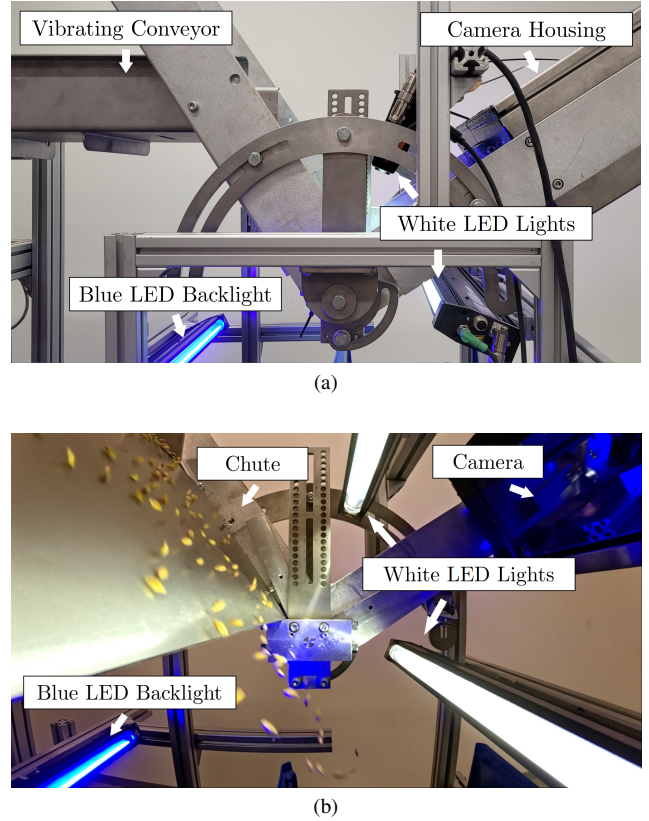 Vibrating Conveyor
Camera Housing
White LED Lights
Blue LED Backlight
(a)
Chute
Camera
White LED Lights
Blue LED Backlight
(b)